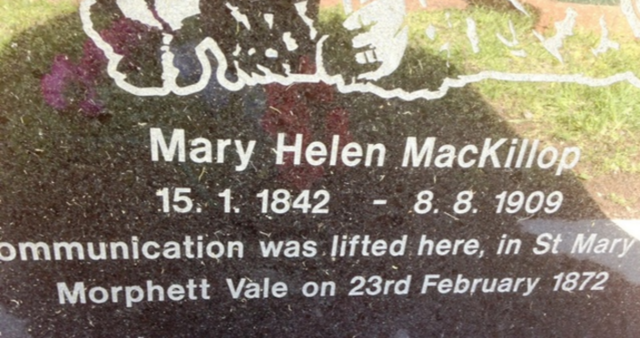 Mary Helen MacKillop
15. 1. 1842 - 8. 8. 1909
ommunication was lifted here, in St Mary
Morphett Vale on 23rd February 1872